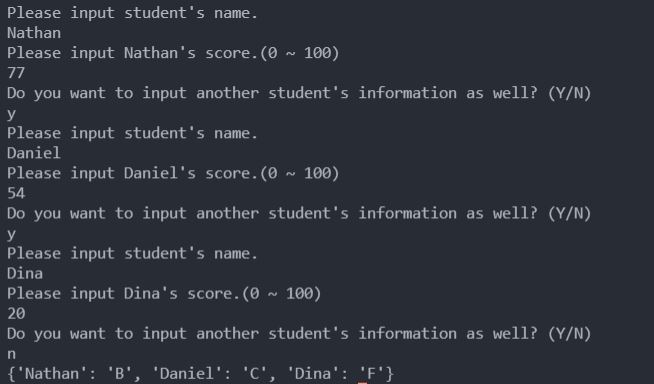 Please input student's name.
Nathan
Please input Nathan's score.(0 ~ 100)
77
Do you want to input another student's information as well? (Y/N)
y
Please input student's name.
Daniel
Please input Daniel's score.(0 ~ 100)
54
Do you want to input another student's information as well? (Y/N)
y
Please input student's name.
Dina
Please input Dina's score.(0 ~ 100)
20
Do you want to input another student's information as well? (Y/N)
n
{'Nathan': 'B', 'Daniel': 'C', 'Dina': 'F'}